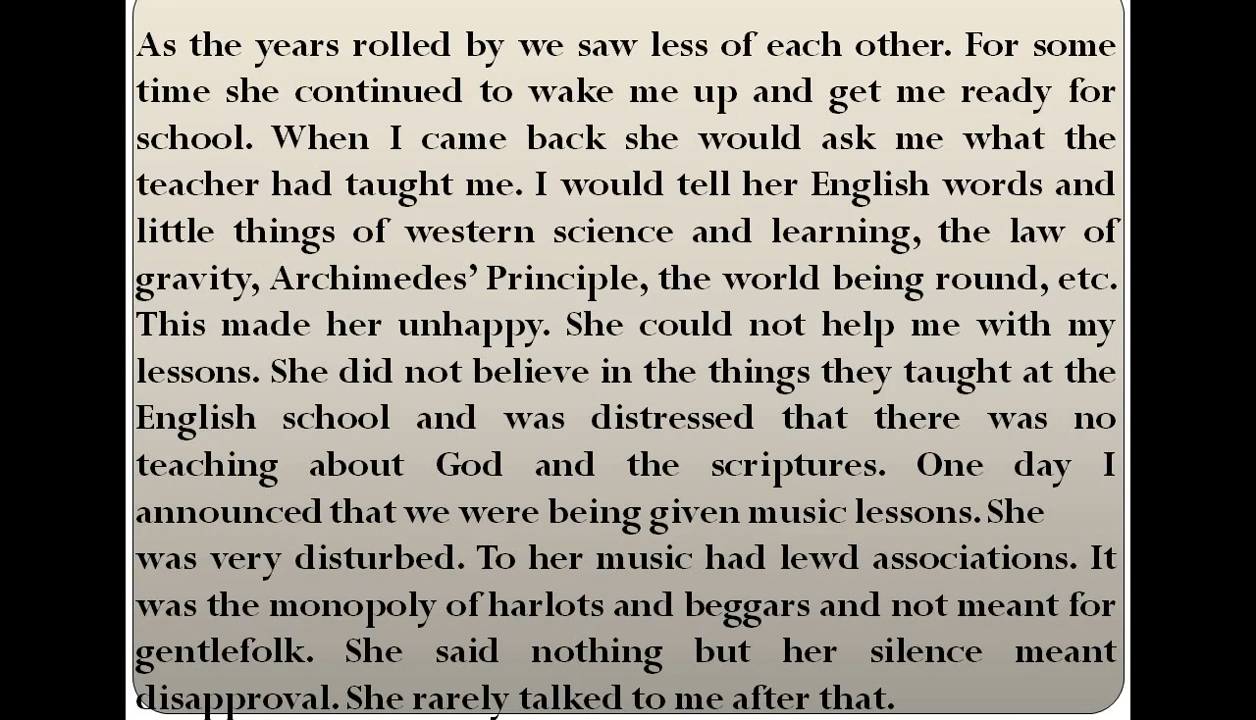 As the years rolled by we saw less of each other. For some
time she continued to wake me up and get me ready for
school. When I came back she would ask me what the
teacher had taught me. I would tell her English words and
little things of western science and learning, the law of
gravity, Archimedes’ Principle, the world being round, etc.
This made her unhappy. She could not help me with my
lessons. She did not believe in the things they taught at the
English school and was distressed that there was no
teaching about God and the scriptures. One day I
announced that we were being given music lessons. She
was very disturbed. To her music had lewd associations. It
was the monopoly of harlots and beggars and not meant for
gentlefolk. She said nothing but her silence meant
disapproval. She rarely talked to me after that.